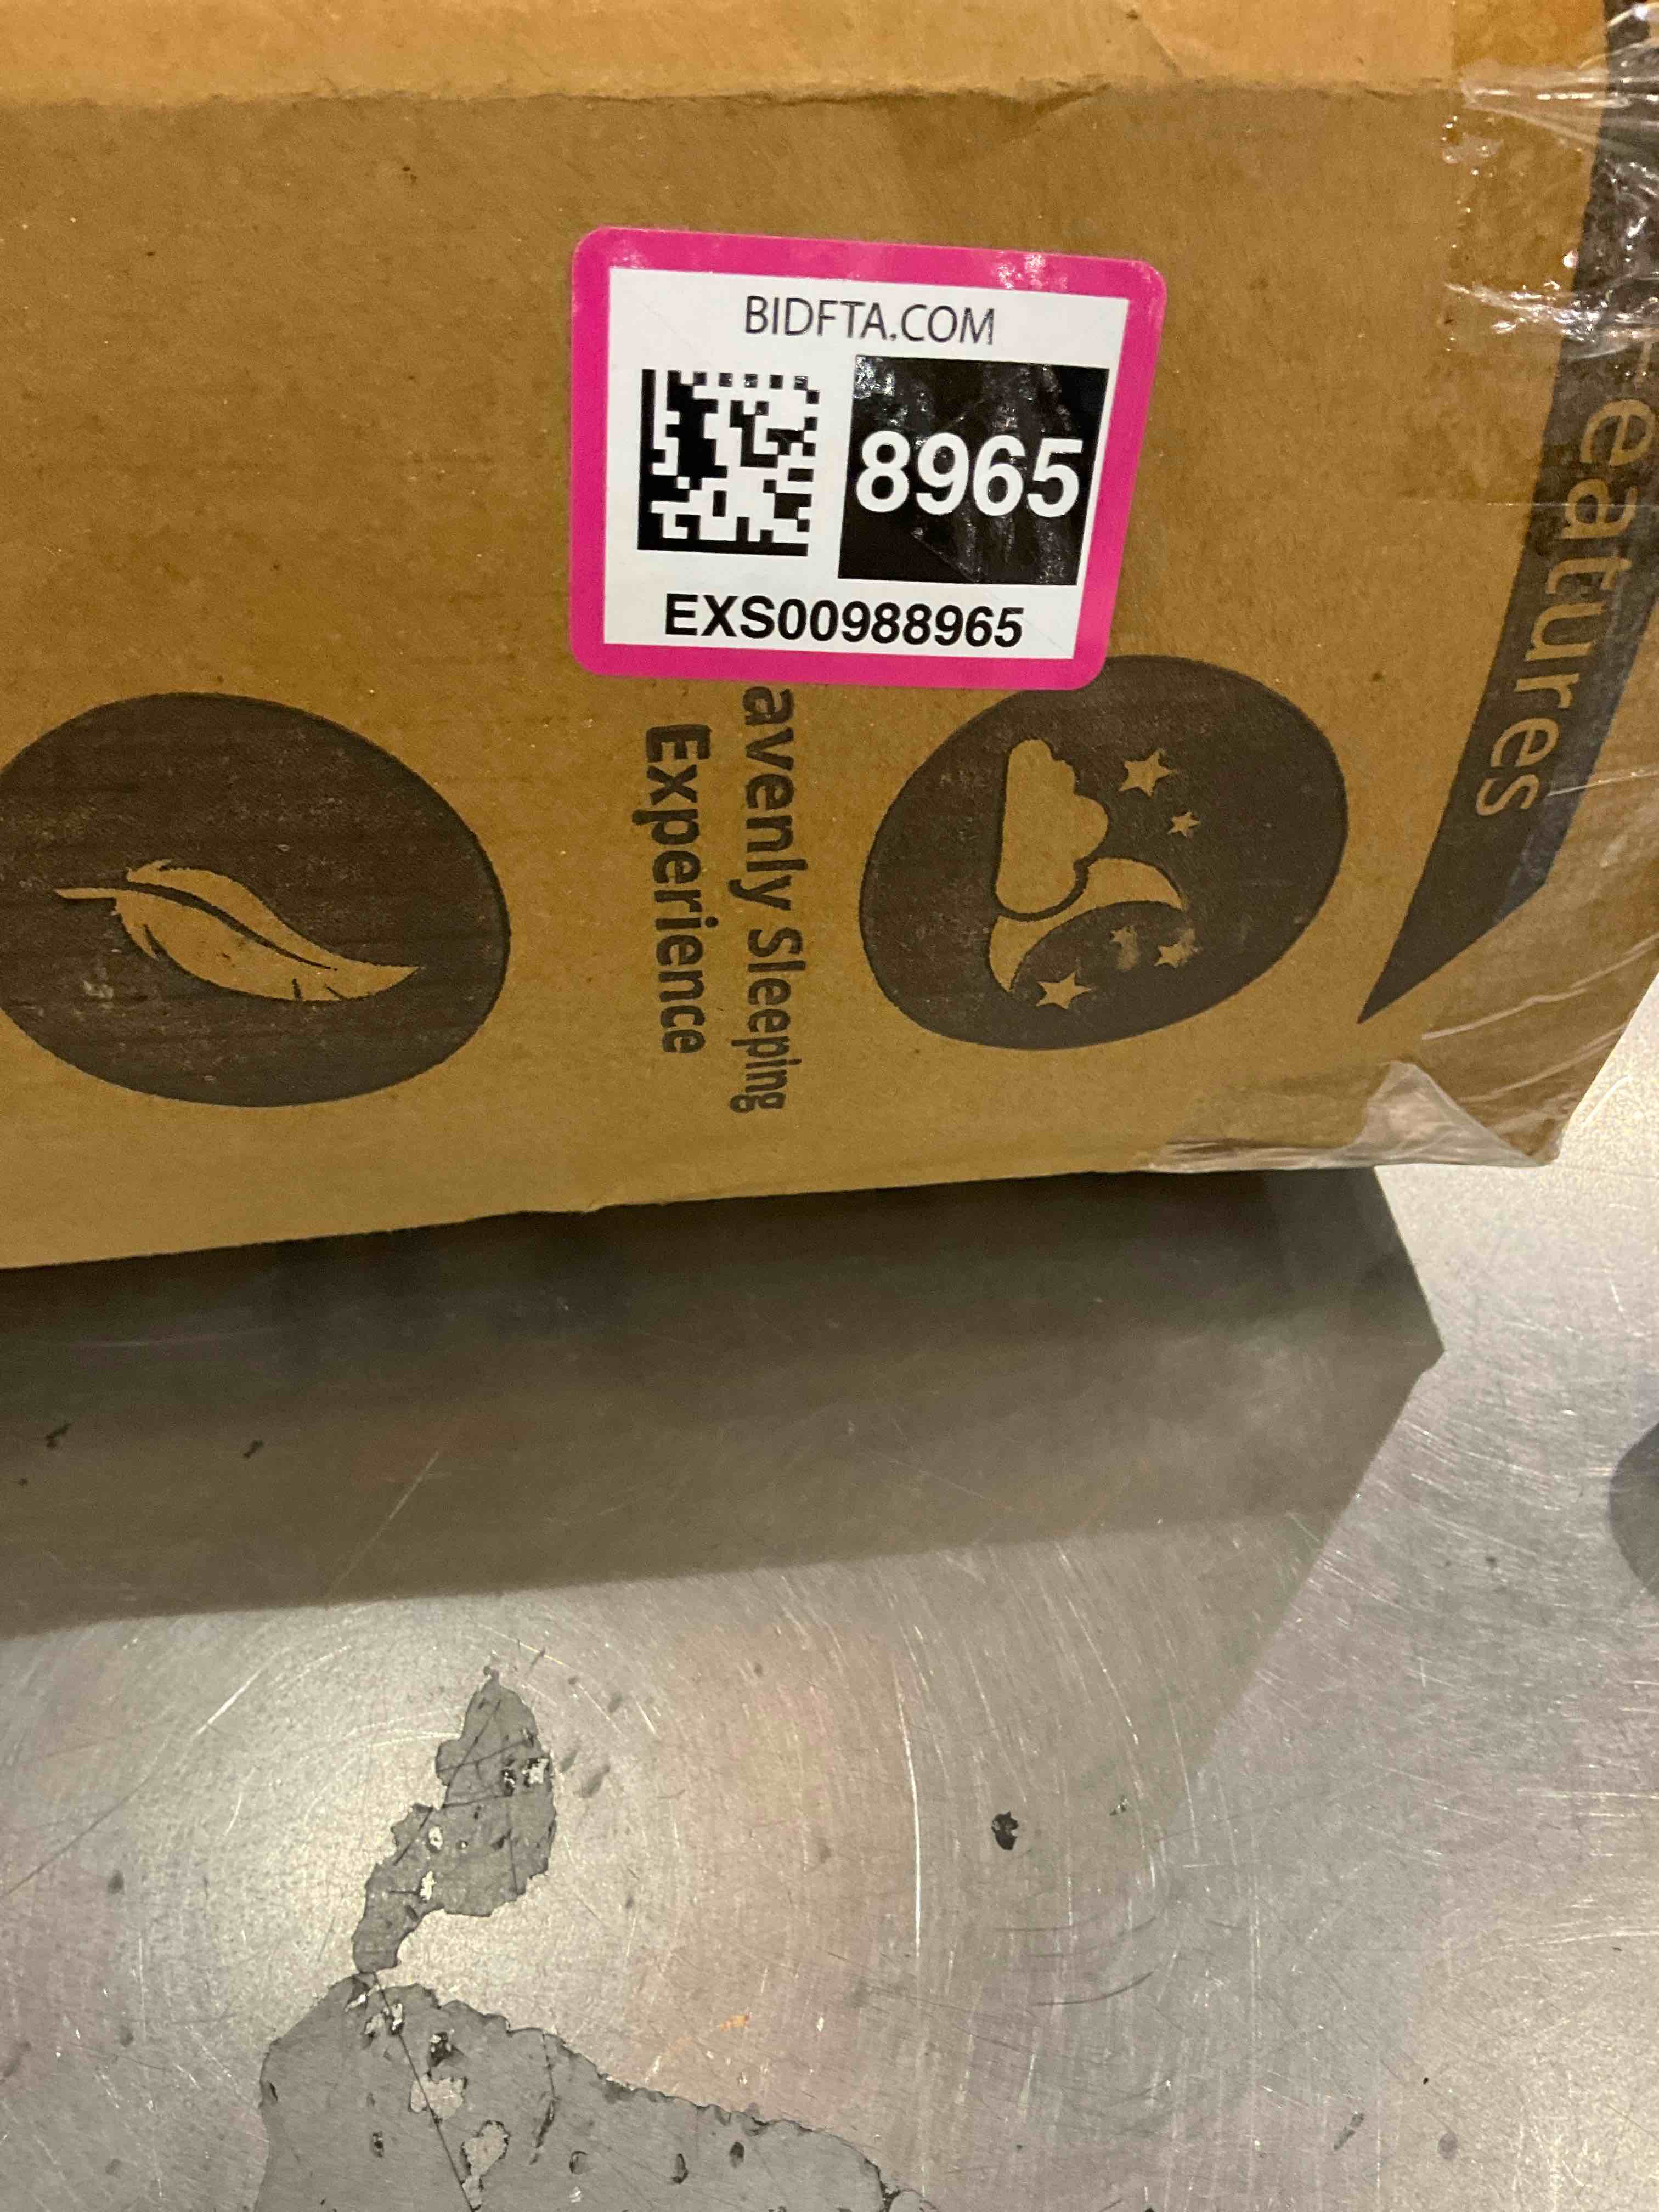 BIDFTA.COM
8965
EXS00988965
eatures
avenly Sleeping
Experience